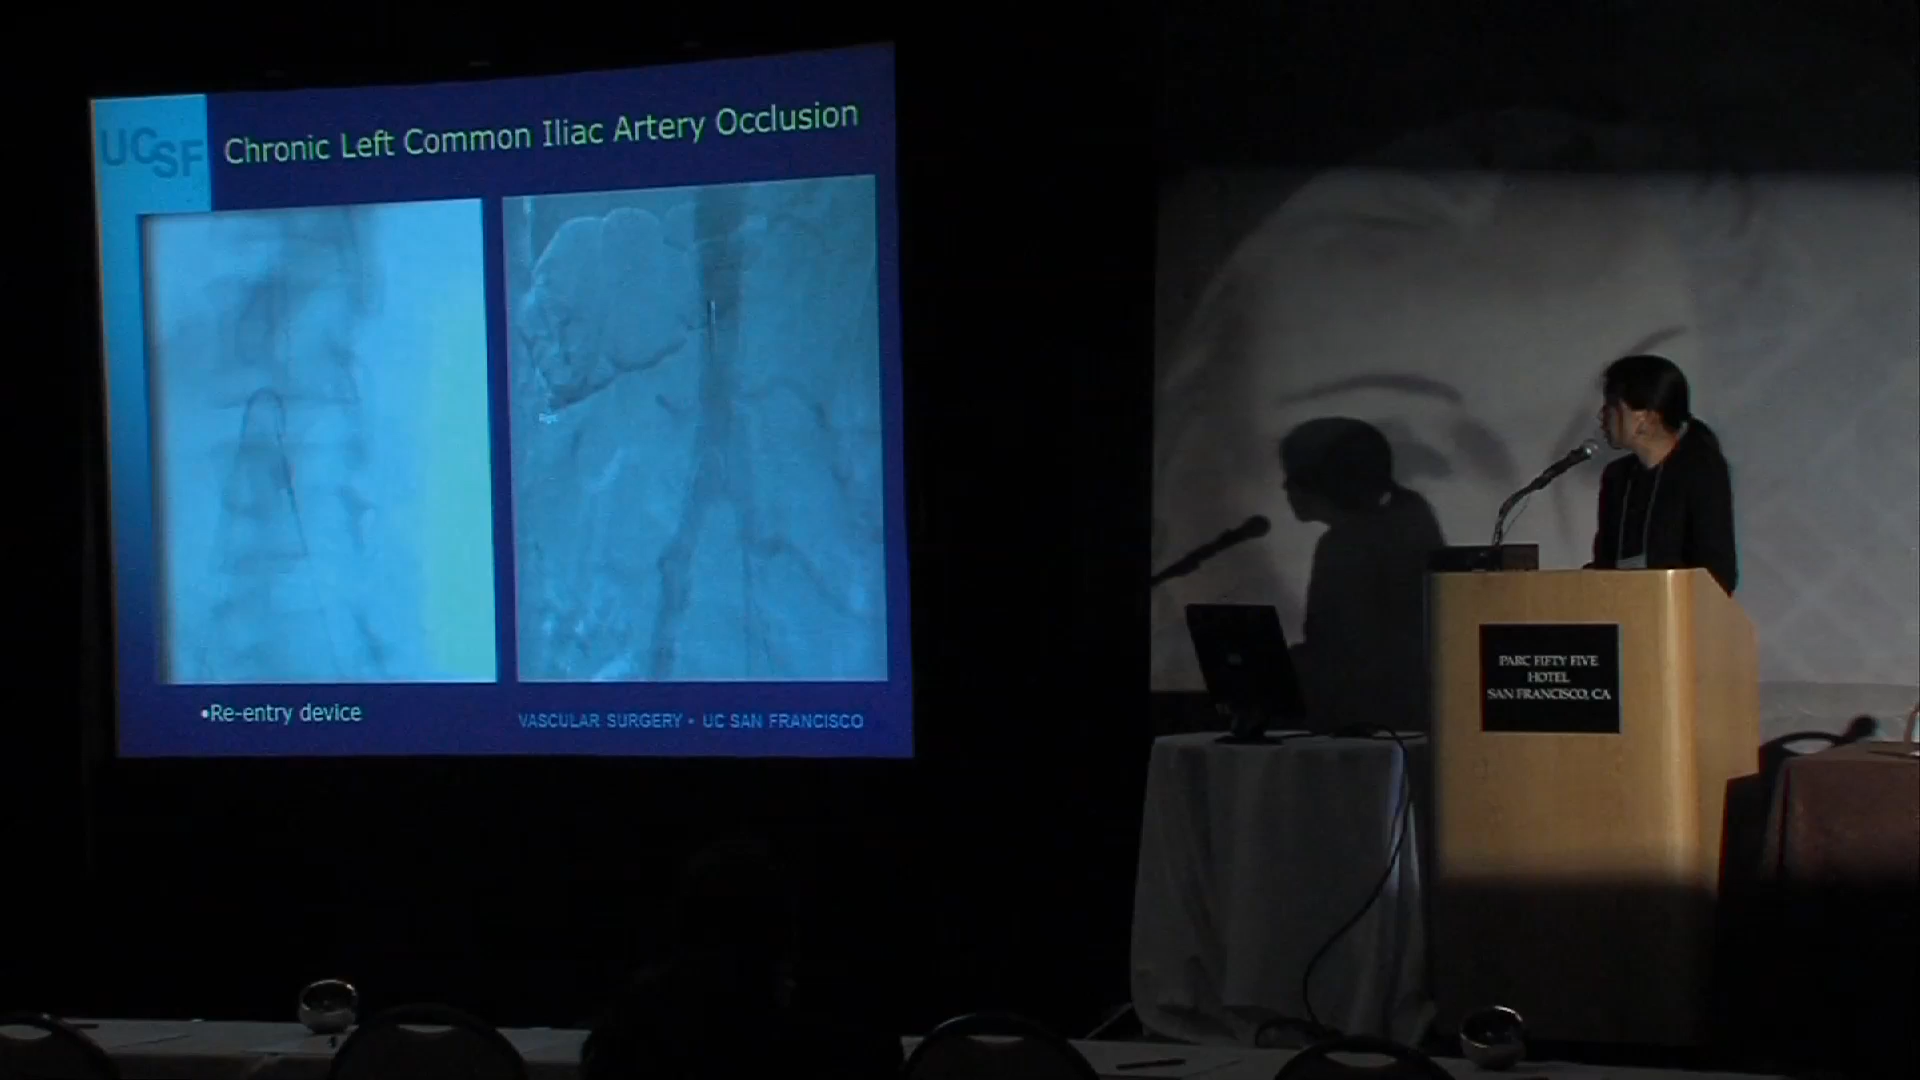 UCSF
Chronic Left Common Iliac Artery Occlusion
•Re-entry device
VASCULAR SURGERY • UC SAN FRANCISCO
PARC FIFTY FIVE
HOTEL
SAN FRANCISCO, CA